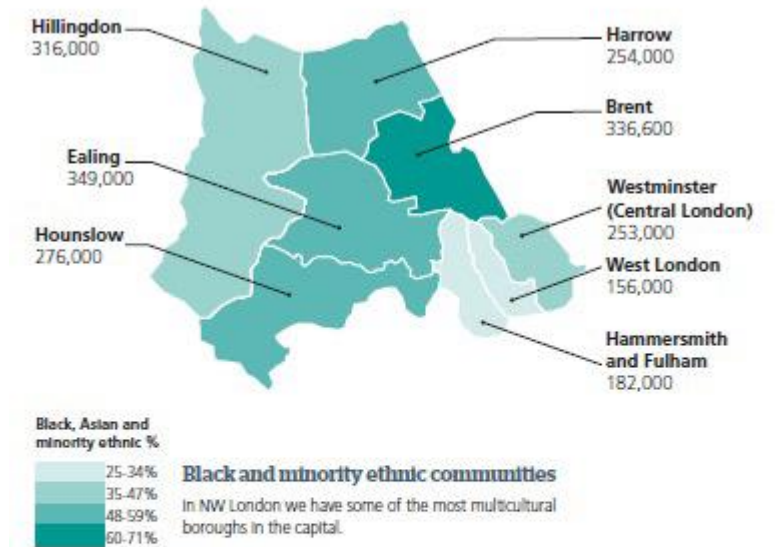 Hillingdon
316,000
Ealing
349,000
Hounslow
276,000
Harrow
254,000
Brent
336,600
Westminster
(Central London)
253,000
West London
156,000
Hammersmith
and Fulham
182,000
Black, Asian and
minority ethnic %
25-34%
35-47%
48-59%
60-71%
Black and minority ethnic communities
In NW London we have some of the most multicultural
boroughs in the capital.